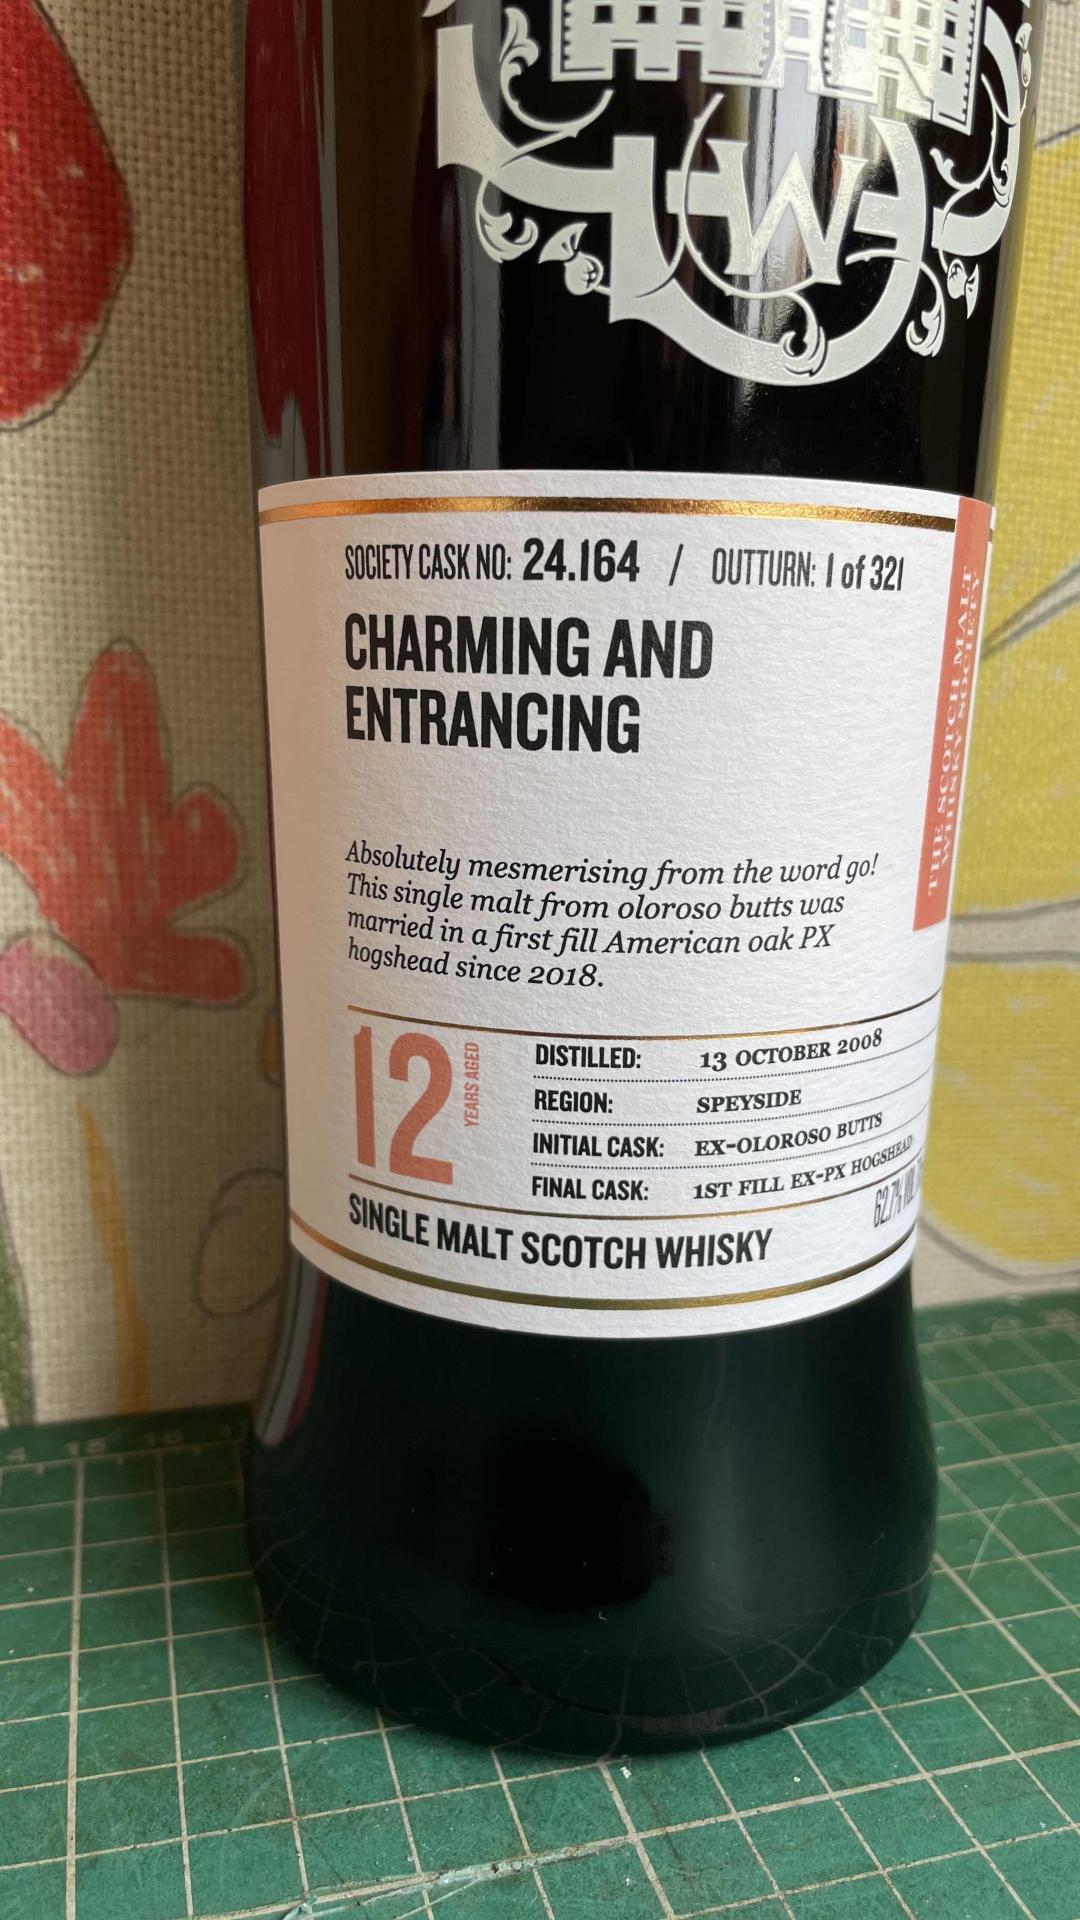 SOCIETY CASK NO: 24.164 / OUTTURN: 1 of 321
CHARMING AND
ENTRANCING
Absolutely mesmerising from the word go!
This single malt from oloroso butts was
married in a first fill American oak PX
hogshead since 2018.
12 YEARS AGED
DISTILLED: 13 OCTOBER 2008
REGION: SPEYSIDE
INITIAL CASK: EX-OLOROSO BUTTS
FINAL CASK: 1ST FILL EX-PX HOGSHEAD
62.7% VOL
SINGLE MALT SCOTCH WHISKY
THE SCOTCH MALT
WHISKY SOCIETY